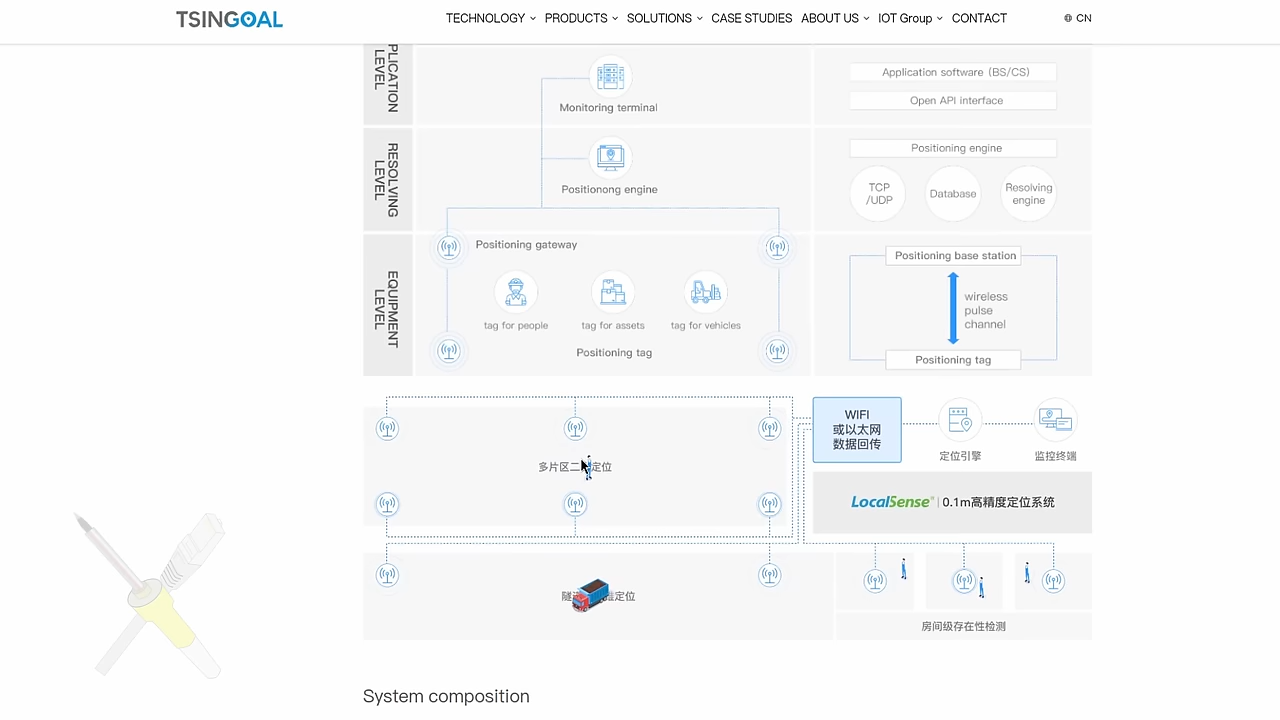 TSINGOAL
TECHNOLOGY PRODUCTS SOLUTIONS CASE STUDIES ABOUT US IOT Group CONTACT CN
PLICATION
LEVEL
Monitoring terminal
Application software (BS/CS)
Open API interface
RESOLVING
LEVEL
Positionong engine
Positioning engine
TCP
/UDP
Database
Resolving
engine
EQUIPMENT
LEVEL
Positioning gateway
tag for people
tag for assets
tag for vehicles
Positioning tag
Positioning base station
wireless
pulse
channel
Positioning tag
多片区二 定位
WIFI
或以太网
数据回传
定位引擎
监控终端
LocalSense® 0.1m高精度定位系统
定位
房间级存在性检测
System composition